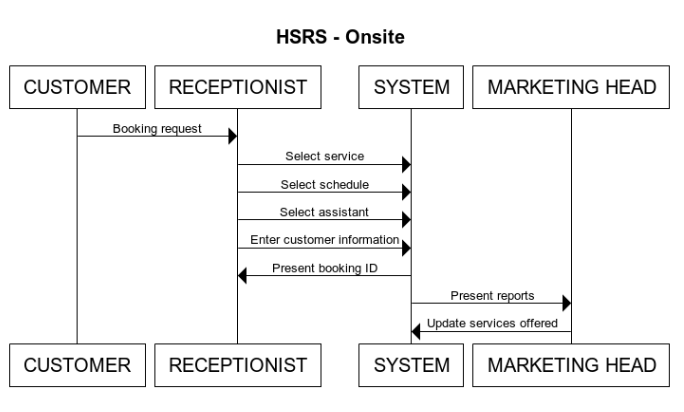 HSRS - Onsite
CUSTOMER RECEPTIONIST SYSTEM MARKETING HEAD
Booking request
Select service
Select schedule
Select assistant
Enter customer information
Present booking ID
Present reports
Update services offered
CUSTOMER RECEPTIONIST SYSTEM MARKETING HEAD